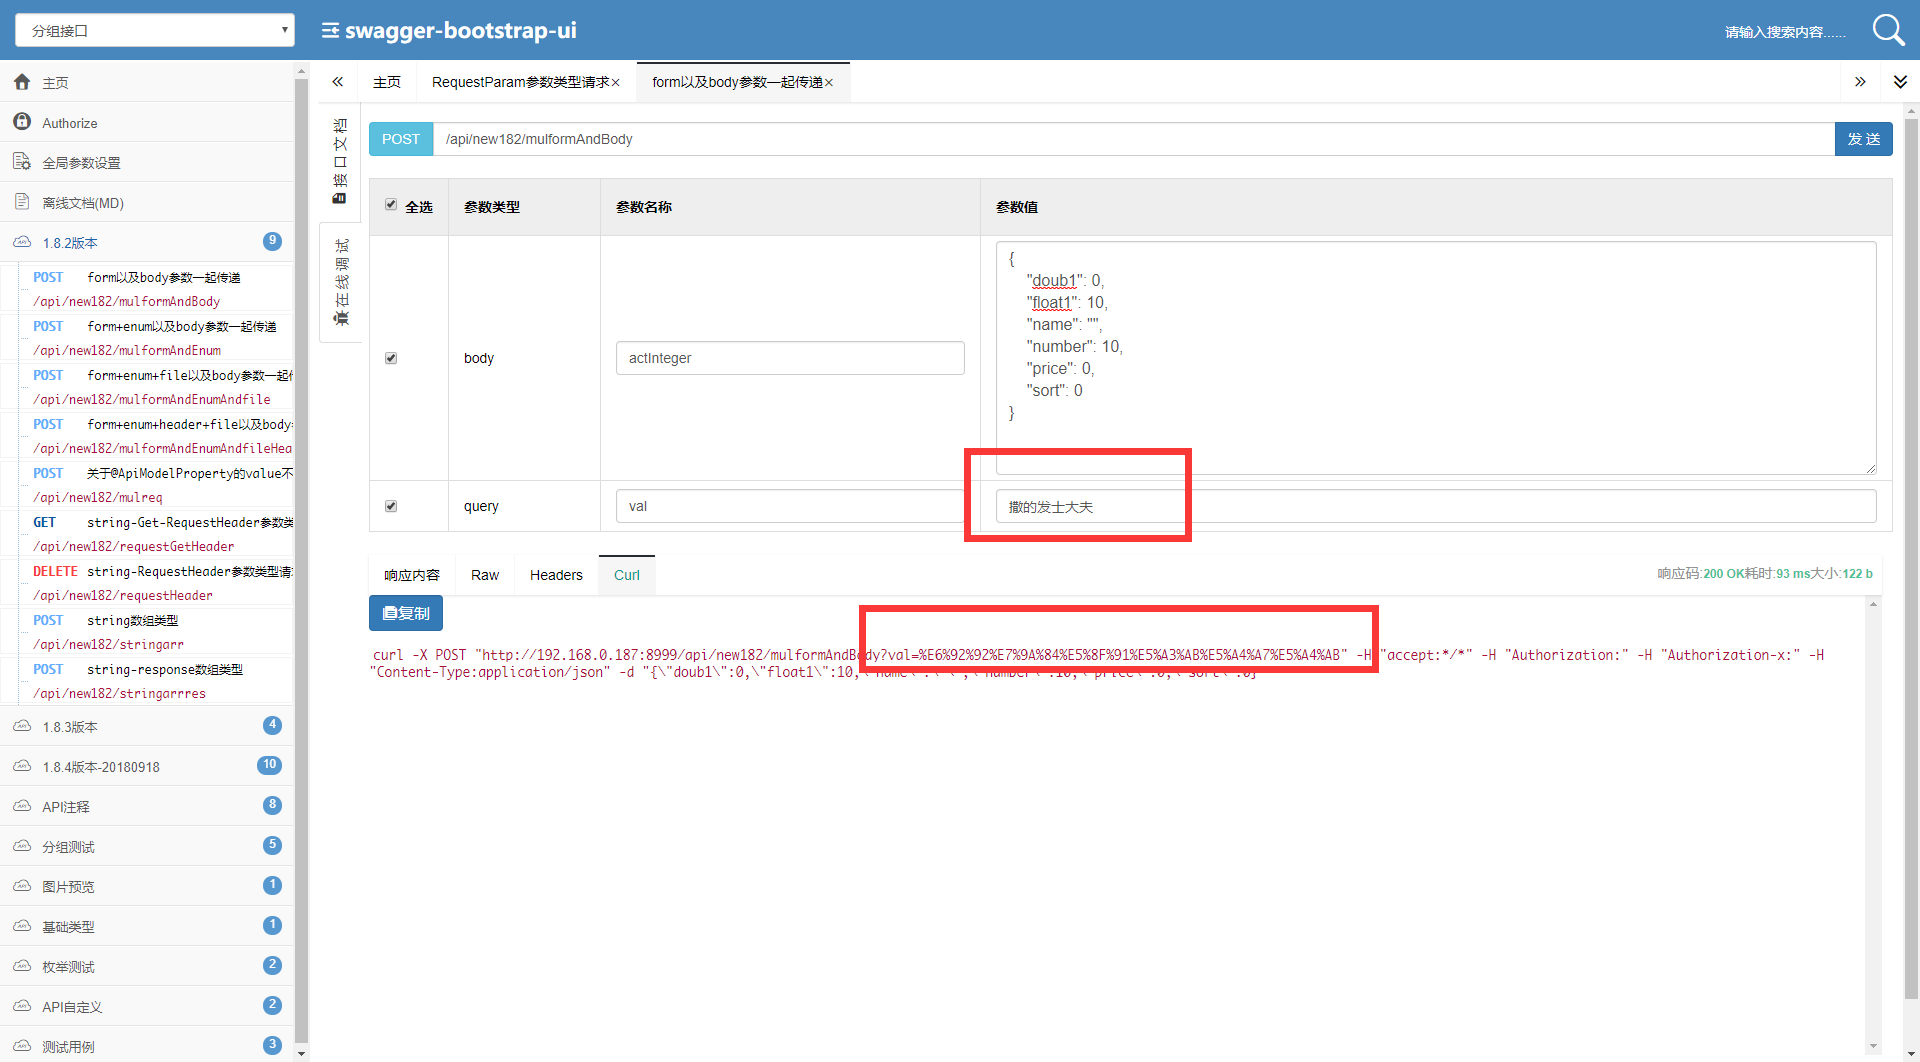 分组接口
swagger-bootstrap-ui
请输入搜索内容......
主页
Authorize
全局参数设置
离线文档(MD)
1.8.2版本 9
POST form以及body参数一起传递
/api/new182/mulformAndBody
POST form+enum以及body参数一起传递
/api/new182/mulformAndEnum
POST form+enum+file以及body参数一起
/api/new182/mulformAndEnumAndfile
POST form+enum+header+file以及body
/api/new182/mulformAndEnumAndfileHea
POST 关于@ApiModelProperty的value不
/api/new182/mulreq
GET string-Get-RequestHeader参数类
/api/new182/requestGetHeader
DELETE string-RequestHeader参数类型请
/api/new182/requestHeader
POST string数组类型
/api/new182/stringarr
POST string-response数组类型
/api/new182/stringarrres
1.8.3版本 4
1.8.4版本-20180918 10
API注释 8
分组测试 5
图片预览 1
基础类型 1
枚举测试 2
API自定义 2
测试用例 3
主页
RequestParam参数类型请求×
form以及body参数一起传递×
接口文档
在线调试
POST /api/new182/mulformAndBody 发 送
全选 参数类型 参数名称 参数值
body actInteger
{
"doub1": 0,
"float1": 10,
"name": "",
"number": 10,
"price": 0,
"sort": 0
}
query val 撒的发士大夫
响应内容 Raw Headers Curl
响应码:200 OK耗时:93 ms大小:122 b
复制
curl -X POST "http://192.168.0.187:8999/api/new182/mulformAndBody?val=%E6%92%92%E7%9A%84%E5%8F%91%E5%A3%AB%E5%A4%A7%E5%A4%AB" -H "accept:*/*" -H "Authorization:" -H "Authorization-x:" -H
"Content-Type:application/json" -d "{\"doub1\":0,\"float1\":10,\"name\":\"\",\"number\":10,\"price\":0,\"sort\":0}"